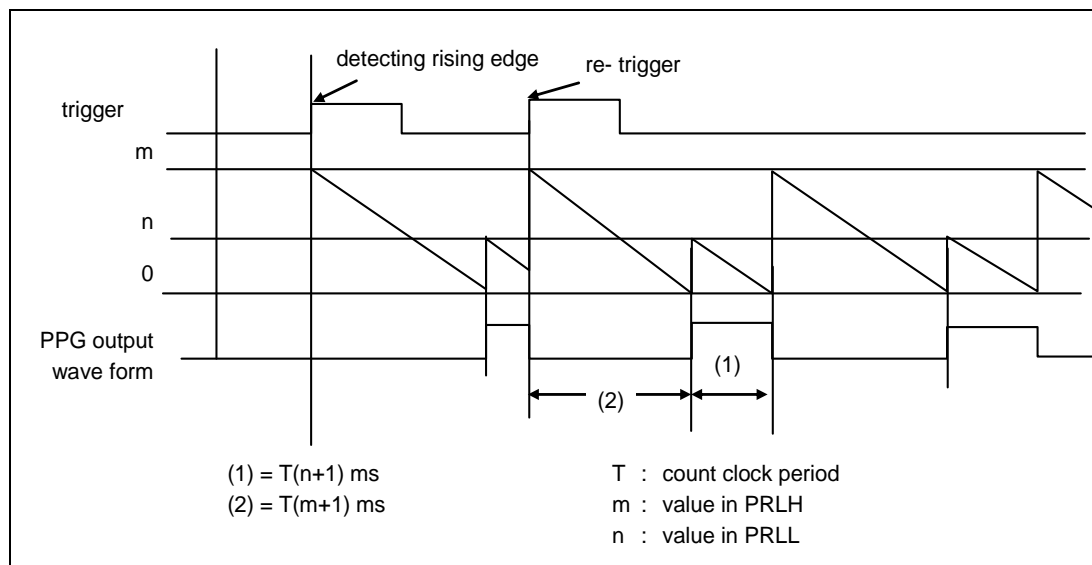 detecting rising edge
re- trigger
trigger
m
n
0
PPG output
wave form
(1)
(2)
(1) = T(n+1) ms
(2) = T(m+1) ms
T : count clock period
m : value in PRLH
n : value in PRLL